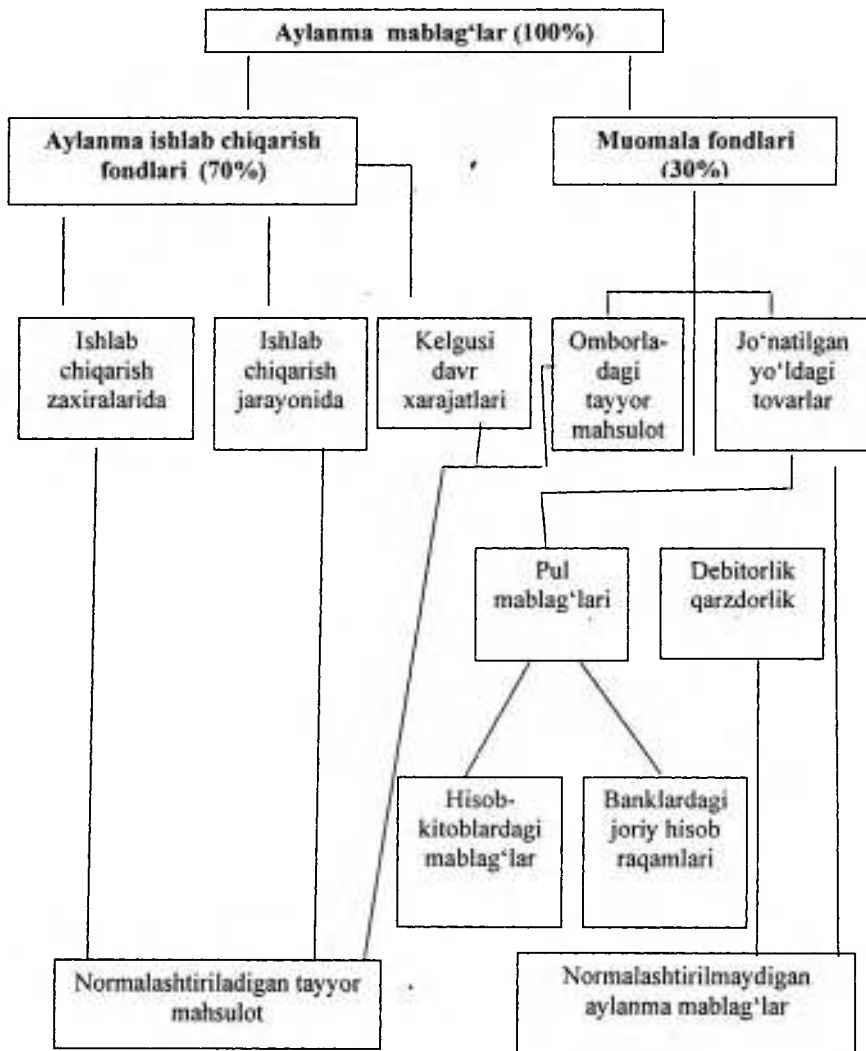 Aylanma mablag‘lar (100%)
Aylanma ishlab chiqarish
fondlari (70%)
Muomala fondlari
(30%)
Ishlab
chiqarish
zaxiralarida
Ishlab
chiqarish
jarayonida
Kelgusi
davr
xarajatlari
Omborla-
dagi
tayyor
mahsulot
Jo‘natilgan
yo‘ldagi
tovarlar
Pul
mablag‘lari
Debitorlik
qarzdorlik
Hisob-
kitoblardagi
mablag‘lar
Banklardagi
joriy hisob
raqamlari
Normalashtiriladigan tayyor
mahsulot
Normalashtirilmaydigan
aylanma mablag‘lar